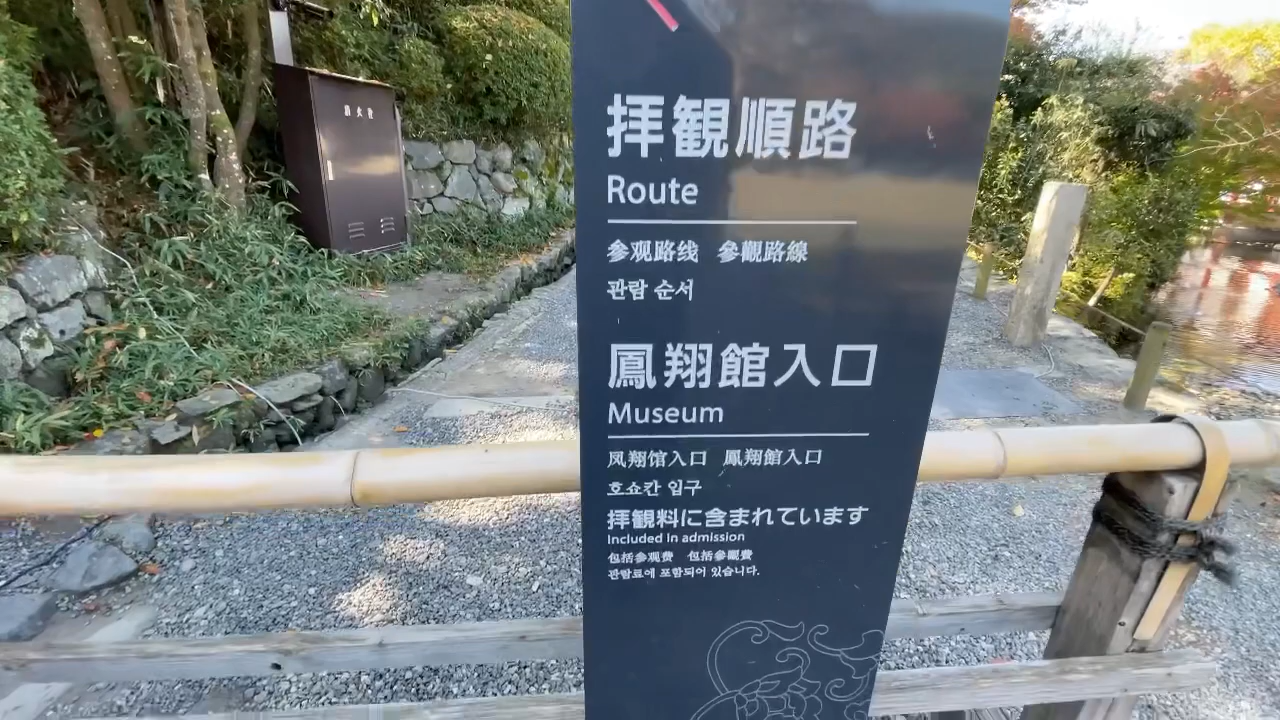 消火栓
拝観順路
Route
参观路线 參觀路線
관람 순서
鳳翔館入口
Museum
凤翔馆入口 鳳翔館入口
호쇼칸 입구
拝観料に含まれています
Included in admission
包括参观费 包括參觀費
관람료에 포함되어 있습니다.